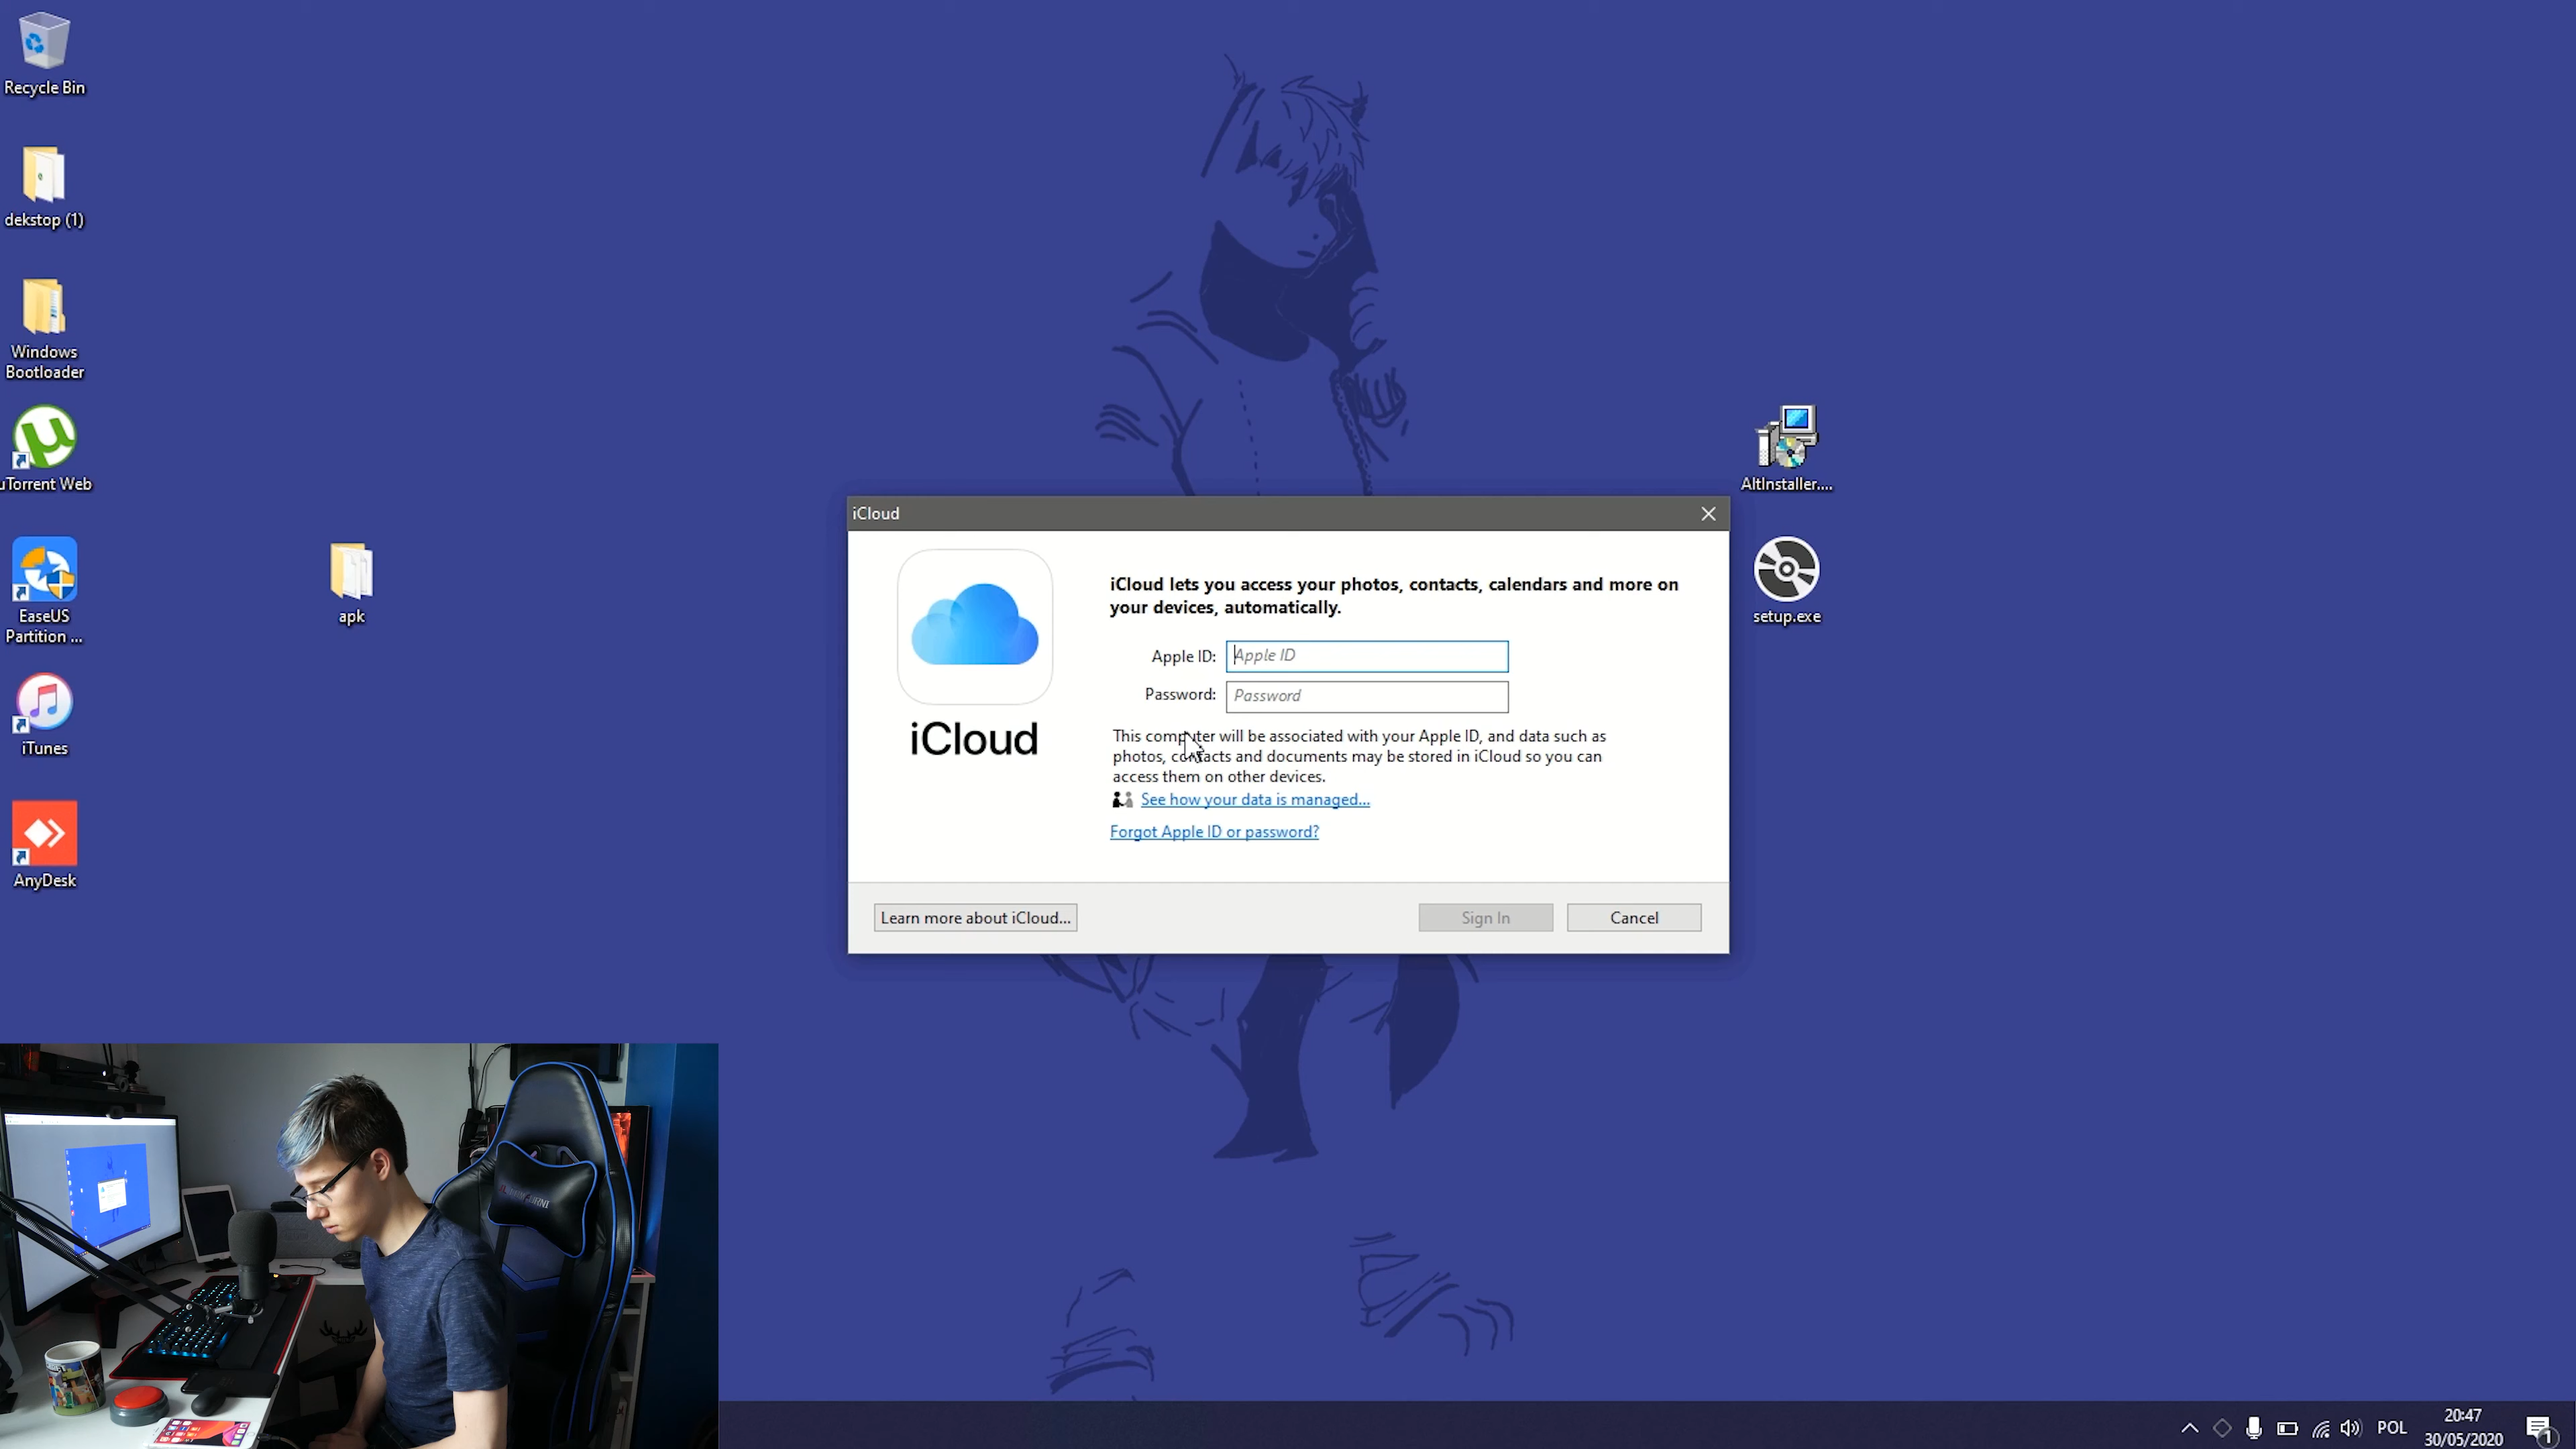 Recycle Bin
dekstop (1)
Windows
Bootloader
uTorrent Web
EaseUS
Partition ...
iTunes
AnyDesk
apk
AltInstaller....
setup.exe
iCloud
iCloud
iCloud lets you access your photos, contacts, calendars and more on
your devices, automatically.
Apple ID: Apple ID
Password: Password
This computer will be associated with your Apple ID, and data such as
photos, contacts and documents may be stored in iCloud so you can
access them on other devices.
See how your data is managed...
Forgot Apple ID or password?
Learn more about iCloud...
Sign In
Cancel
POL
20:47
30/05/2020
1